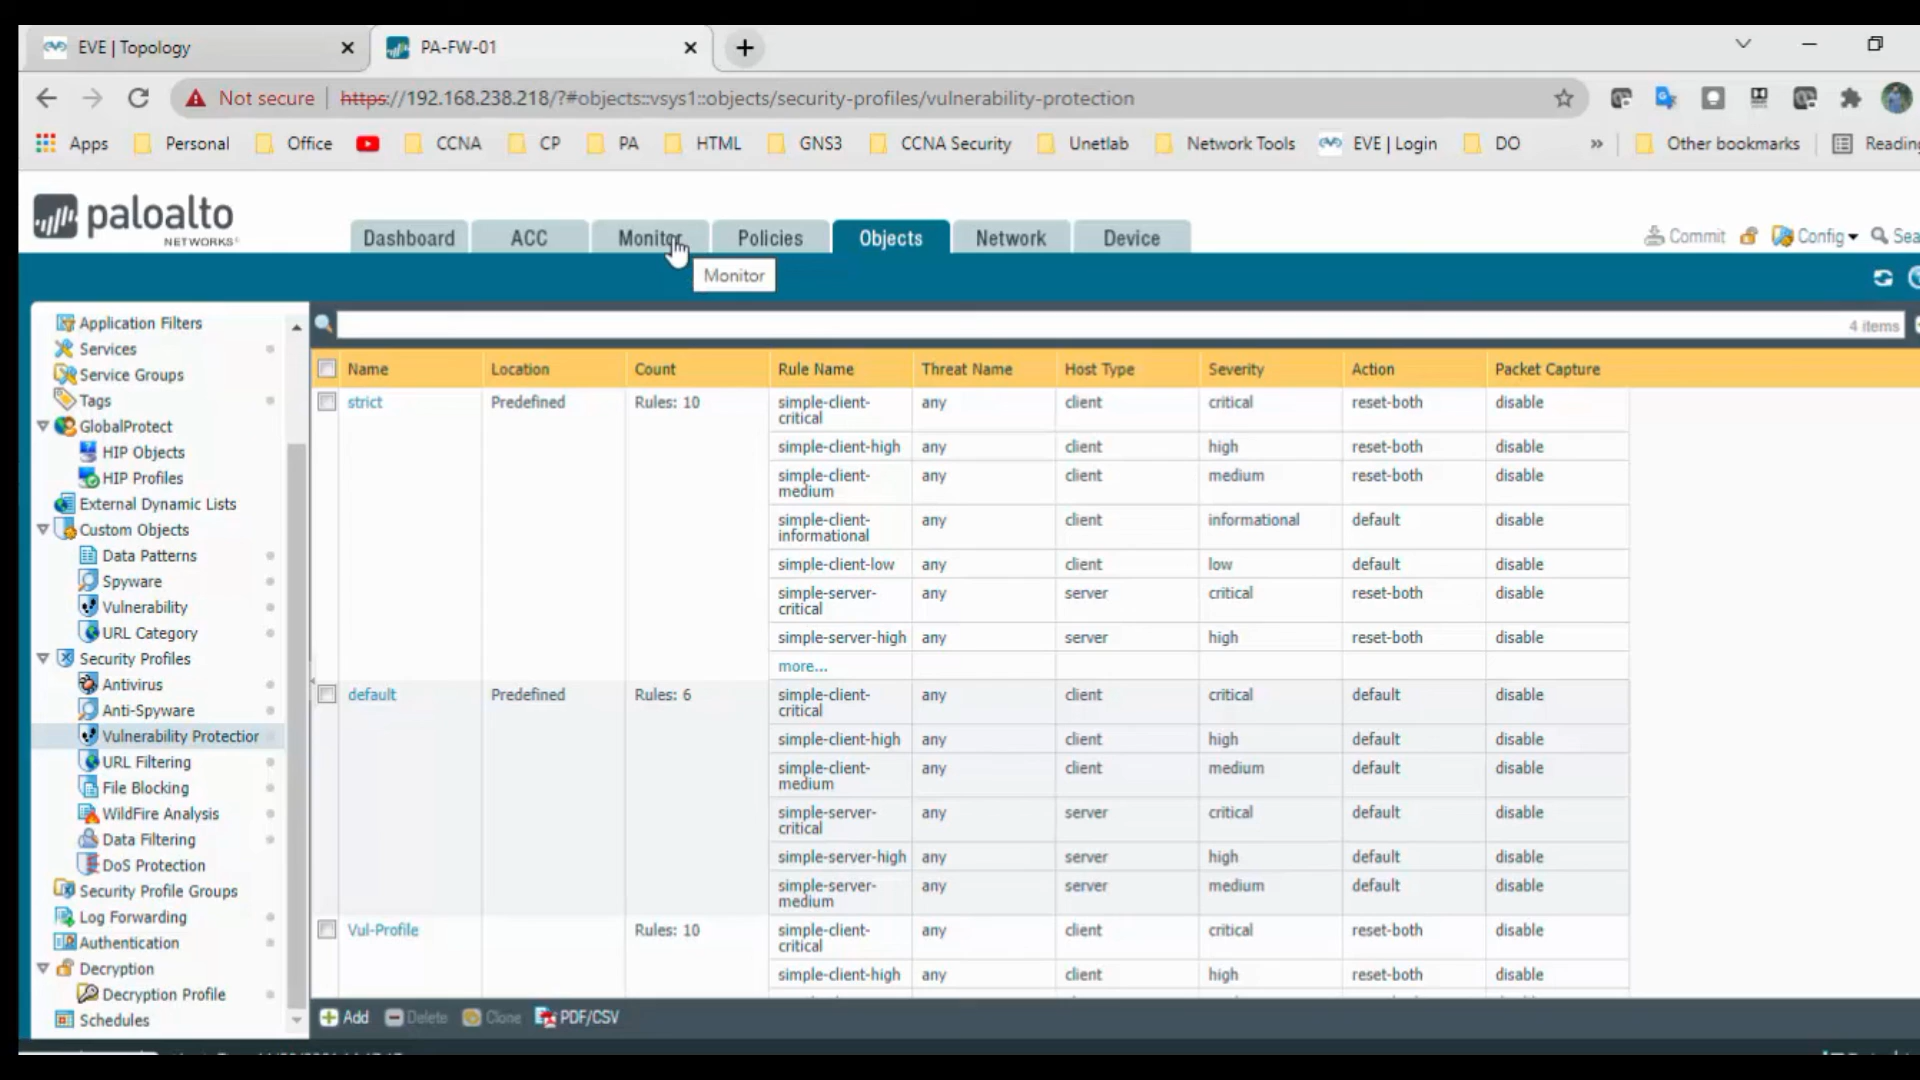 EVE | Topology
PA-FW-01
Not secure
https://192.168.238.218/?#objects::vsys1::objects/security-profiles/vulnerability-protection
Apps Personal Office CCNA CP PA HTML GNS3 CCNA Security Unetlab Network Tools EVE | Login DO » Other bookmarks Reading
paloalto
NETWORKS
Dashboard ACC Monitor Policies Objects Network Device
Commit Config Sea
Monitor
4 items
Application Filters
Services
Service Groups
Tags
GlobalProtect
HIP Objects
HIP Profiles
External Dynamic Lists
Custom Objects
Data Patterns
Spyware
Vulnerability
URL Category
Security Profiles
Antivirus
Anti-Spyware
Vulnerability Protection
URL Filtering
File Blocking
WildFire Analysis
Data Filtering
DoS Protection
Security Profile Groups
Log Forwarding
Authentication
Decryption
Decryption Profile
Schedules
Name Location Count Rule Name Threat Name Host Type Severity Action Packet Capture
strict Predefined Rules: 10 simple-client-critical any client critical reset-both disable
simple-client-high any client high reset-both disable
simple-client-medium any client medium reset-both disable
simple-client-informational any client informational default disable
simple-client-low any client low default disable
simple-server-critical any server critical reset-both disable
simple-server-high any server high reset-both disable
more...
default Predefined Rules: 6 simple-client-critical any client critical default disable
simple-client-high any client high default disable
simple-client-medium any client medium default disable
simple-server-critical any server critical default disable
simple-server-high any server high default disable
simple-server-medium any server medium default disable
Vul-Profile Rules: 10 simple-client-critical any client critical reset-both disable
simple-client-high any client high reset-both disable
Add Delete Clone PDF/CSV